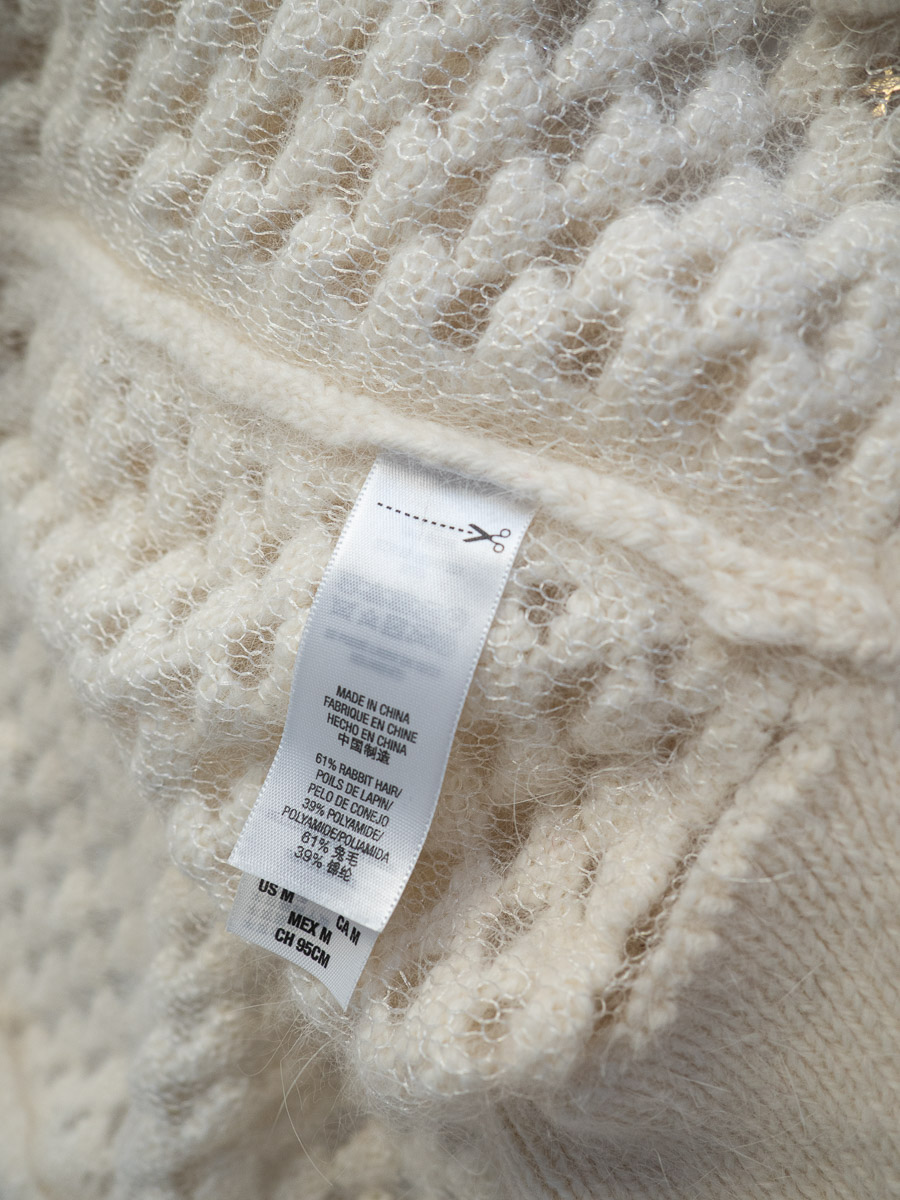 MADE IN CHINA
FABRIQUE EN CHINE
HECHO EN CHINA
中国制造
61% RABBIT HAIR/
POILS DE LAPIN/
PELO DE CONEJO
39% POLYAMIDE/
POLYAMIDE/POLIAMIDA
61% 兔毛
39% 锦纶
US M
CA M
MEX M
CH 95CM